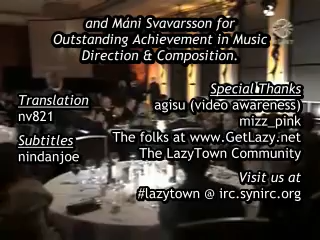 and Máni Svavarsson for
Outstanding Achievement in Music
Direction & Composition.
Translation
nv821
Subtitles
nindanjoe
Special Thanks
agisu (video awareness)
mizz_pink
The folks at www.GetLazy.net
The LazyTown Community
Visit us at
#lazytown @ irc.synirc.org